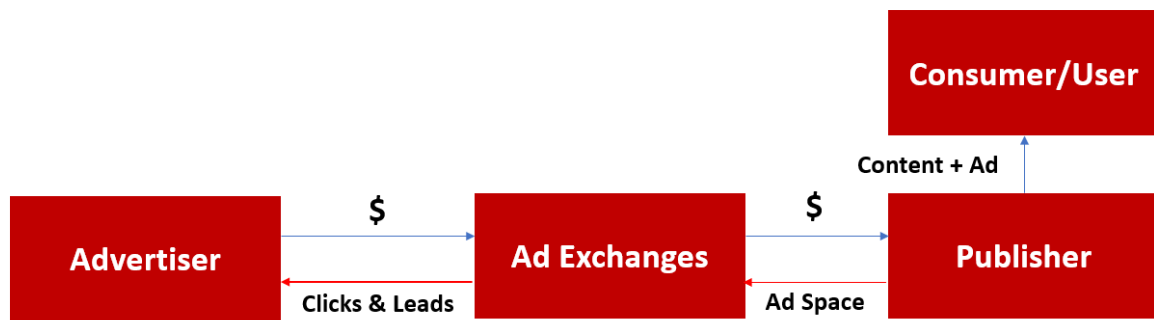 Consumer/User
Content + Ad
$
$
Advertiser
Ad Exchanges
Publisher
Clicks & Leads
Ad Space